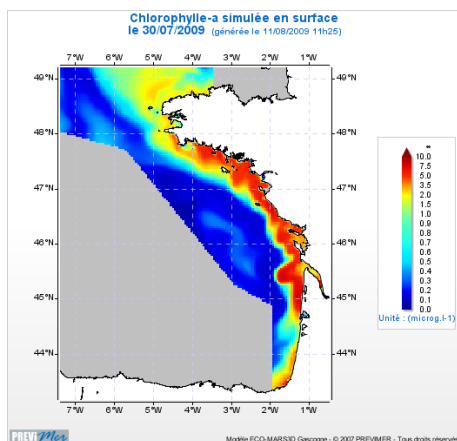 Chlorophylle-a simulée en surface
le 30/07/2009 (générée le 11/08/2009 11h25)
7°W 6°W 5°W 4°W 3°W 2°W 1°W
49°N 49°N
48°N 48°N
47°N 47°N
46°N 46°N
45°N 45°N
44°N 44°N
7°W 6°W 5°W 4°W 3°W 2°W 1°W
10.0
7.5
5.0
3.0
2.0
1.5
1.0
0.9
0.8
0.7
0.6
0.5
0.4
0.3
0.2
0.1
0.0
Unité : (microg.l-1)
PREVIMer
Modèle ECO-MARS3D Gascogne - © 2007 PREVIMER - Tous droits réservés